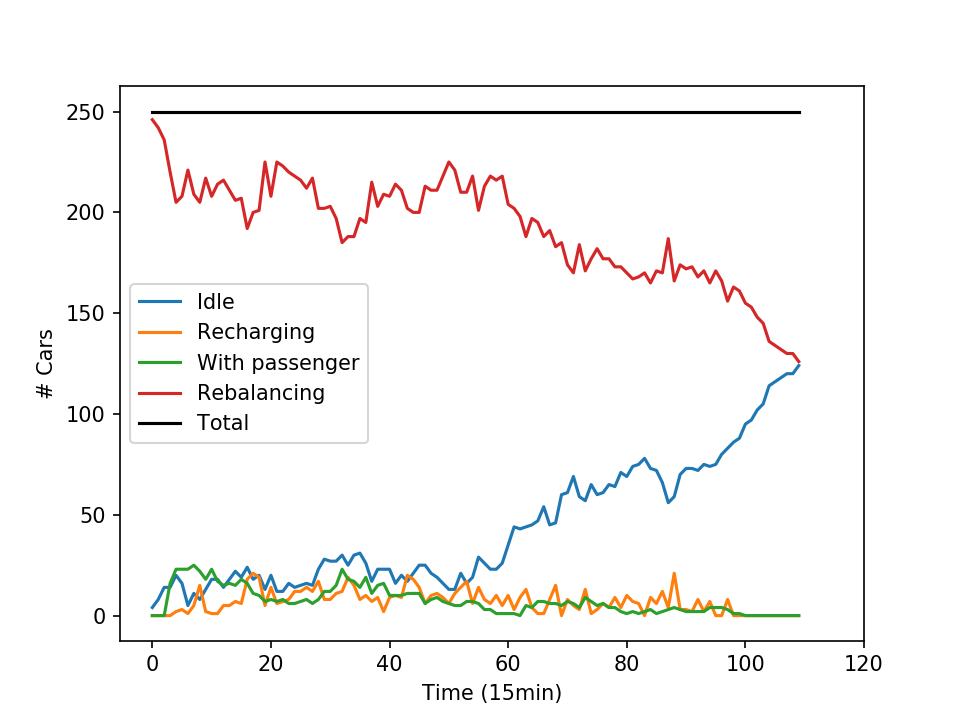 250
200
150
100
50
0
# Cars
Idle
Recharging
With passenger
Rebalancing
Total
0 20 40 60 80 100 120
Time (15min)